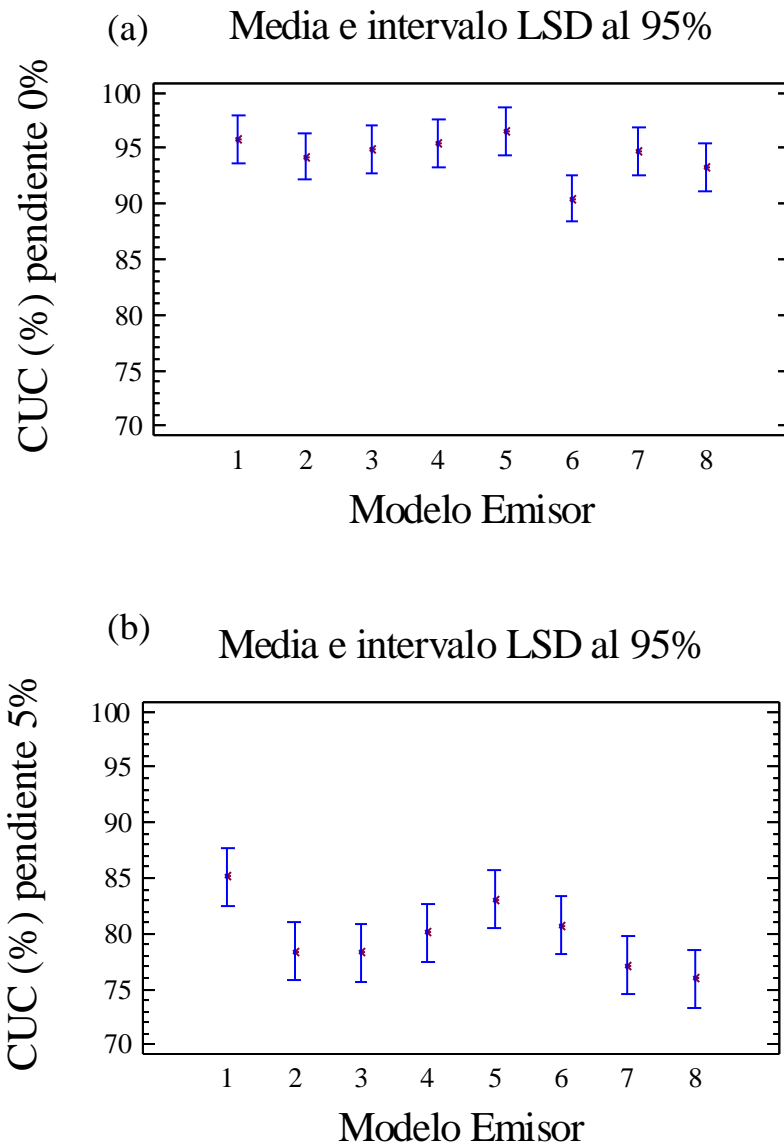 (a) Media e intervalo LSD al 95%
CUC (%) pendiente 0%
100
95
90
85
80
75
70
1 2 3 4 5 6 7 8
Modelo Emisor
(b) Media e intervalo LSD al 95%
CUC (%) pendiente 5%
100
95
90
85
80
75
70
1 2 3 4 5 6 7 8
Modelo Emisor